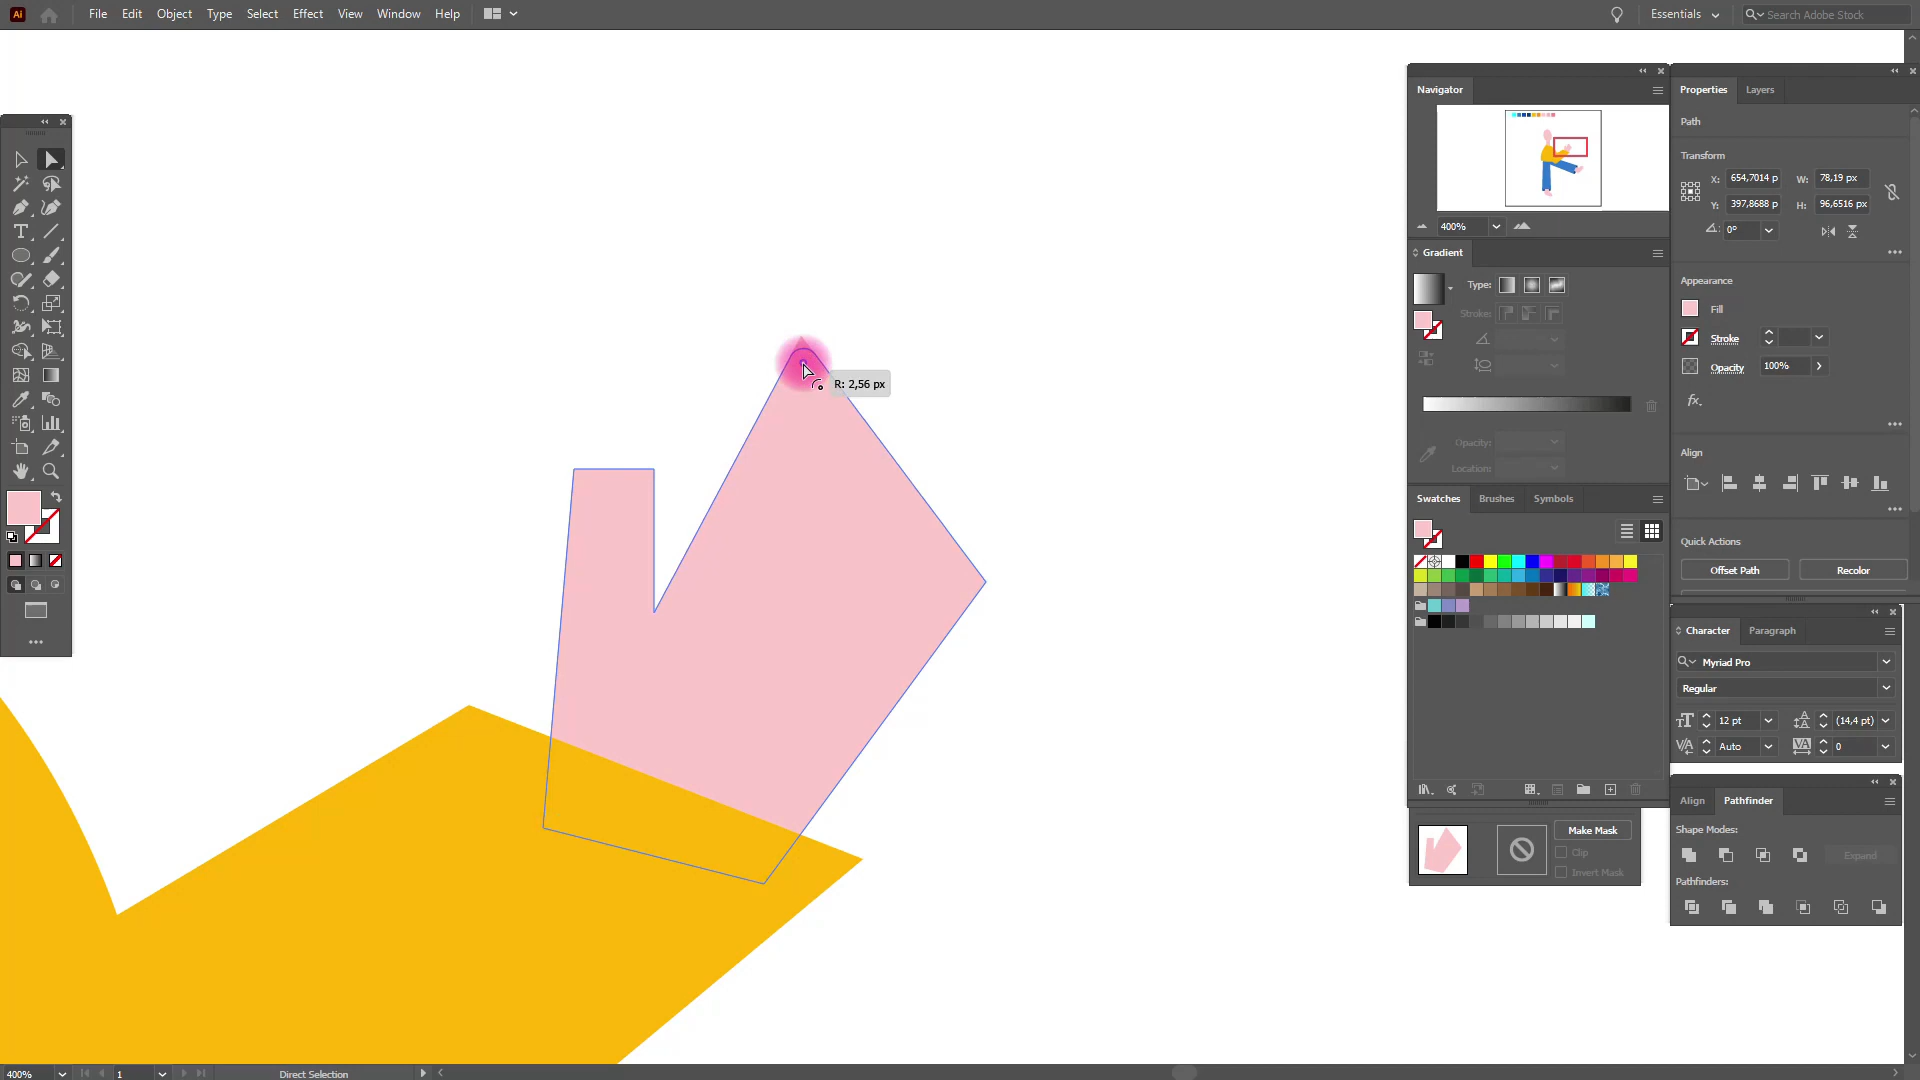 Ai File Edit Object Type Select Effect View Window Help Essentials Search Adobe Stock
Navigator
400%
Gradient
Type:
Stroke:
Opacity:
Location:
Swatches Brushes Symbols
Make Mask
Clip
Invert Mask
Properties Layers
Path
Transform
X: 654,7014 p W: 78,19 px
Y: 397,8688 p H: 96,6516 px
0°
Appearance
Fill
Stroke
Opacity 100%
fx.
Align
Quick Actions
Offset Path Recolor
Character Paragraph
Myriad Pro
Regular
12 pt (14,4 pt)
Auto 0
Align Pathfinder
Shape Modes:
Expand
Pathfinders:
R: 2,56 px
400% 1 Direct Selection